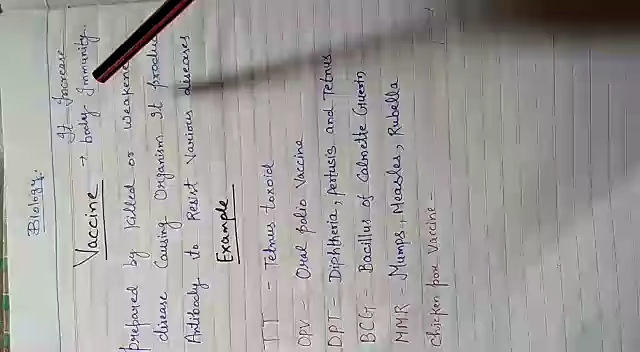 Biology.
It Increase
Vaccine → body Immunity.
prepared by killed or weakene
disease Causing Organism It produc
Antibody to Resist Various diseases
Example
TT - Tetnus toxoid
OPV - Oral polio Vaccine
DPT - Diphtheria, pertusis and Tetnus
BCG - Bacillus of Calmette Guerin
MMR - Mumps, Measles, Rubella
Chicken pox Vaccine -